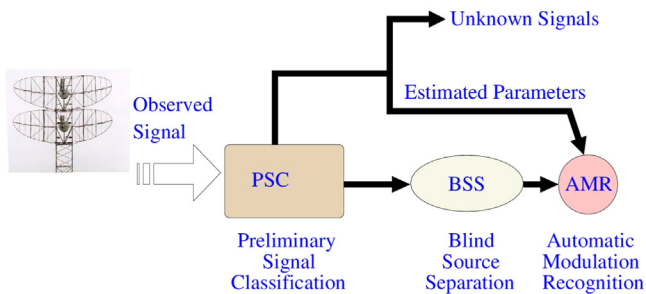 Unknown Signals
Observed
Signal
Estimated Parameters
PSC
BSS
AMR
Preliminary
Signal
Classification
Blind
Source
Separation
Automatic
Modulation
Recognition